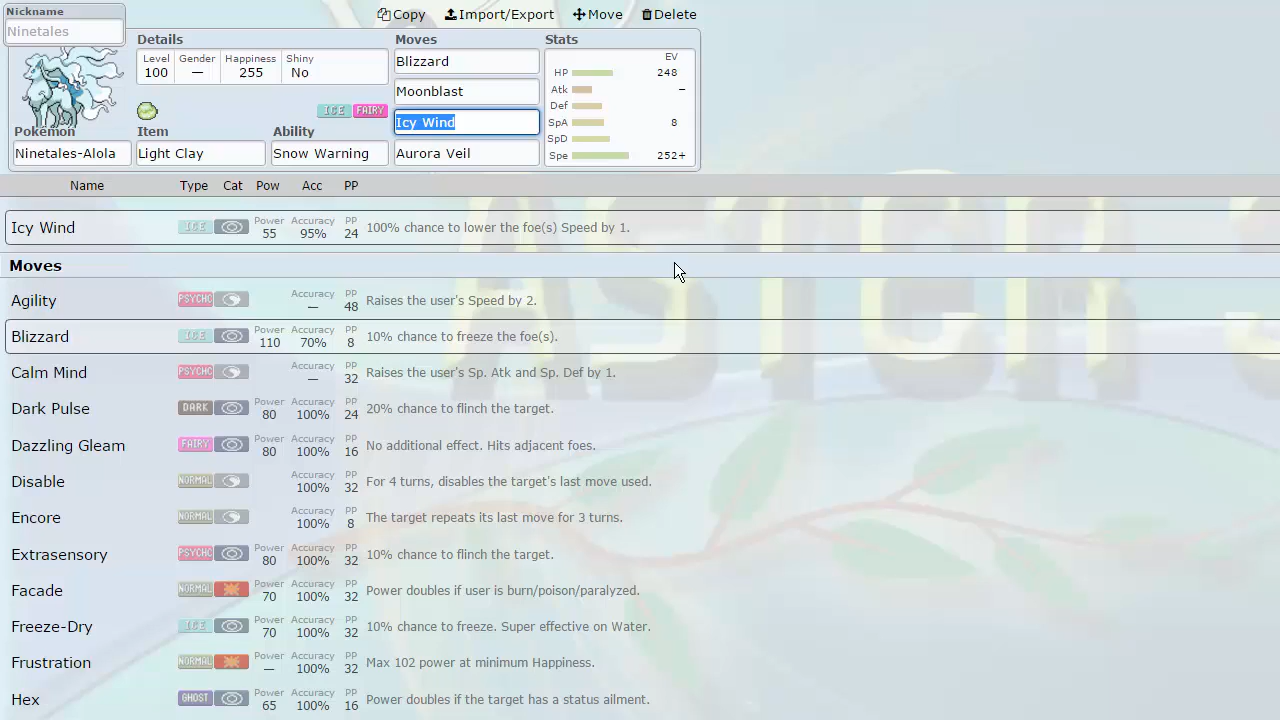 Nickname
Ninetales
Copy Import/Export Move Delete
Details
Level Gender Happiness Shiny
100 — 255 No
ICE FAIRY
Pokémon Item Ability
Ninetales-Alola Light Clay Snow Warning
Moves
Blizzard
Moonblast
Icy Wind
Aurora Veil
Stats
EV
HP 248
Atk –
Def
SpA 8
SpD
Spe 252+
Name Type Cat Pow Acc PP
Icy Wind ICE Power 55 Accuracy 95% PP 24 100% chance to lower the foe(s) Speed by 1.
Moves
Agility PSYCHC Accuracy — PP 48 Raises the user's Speed by 2.
Blizzard ICE Power 110 Accuracy 70% PP 8 10% chance to freeze the foe(s).
Calm Mind PSYCHC Accuracy — PP 32 Raises the user's Sp. Atk and Sp. Def by 1.
Dark Pulse DARK Power 80 Accuracy 100% PP 24 20% chance to flinch the target.
Dazzling Gleam FAIRY Power 80 Accuracy 100% PP 16 No additional effect. Hits adjacent foes.
Disable NORMAL Accuracy 100% PP 32 For 4 turns, disables the target's last move used.
Encore NORMAL Accuracy 100% PP 8 The target repeats its last move for 3 turns.
Extrasensory PSYCHC Power 80 Accuracy 100% PP 32 10% chance to flinch the target.
Facade NORMAL Power 70 Accuracy 100% PP 32 Power doubles if user is burn/poison/paralyzed.
Freeze-Dry ICE Power 70 Accuracy 100% PP 32 10% chance to freeze. Super effective on Water.
Frustration NORMAL Power — Accuracy 100% PP 32 Max 102 power at minimum Happiness.
Hex GHOST Power 65 Accuracy 100% PP 16 Power doubles if the target has a status ailment.